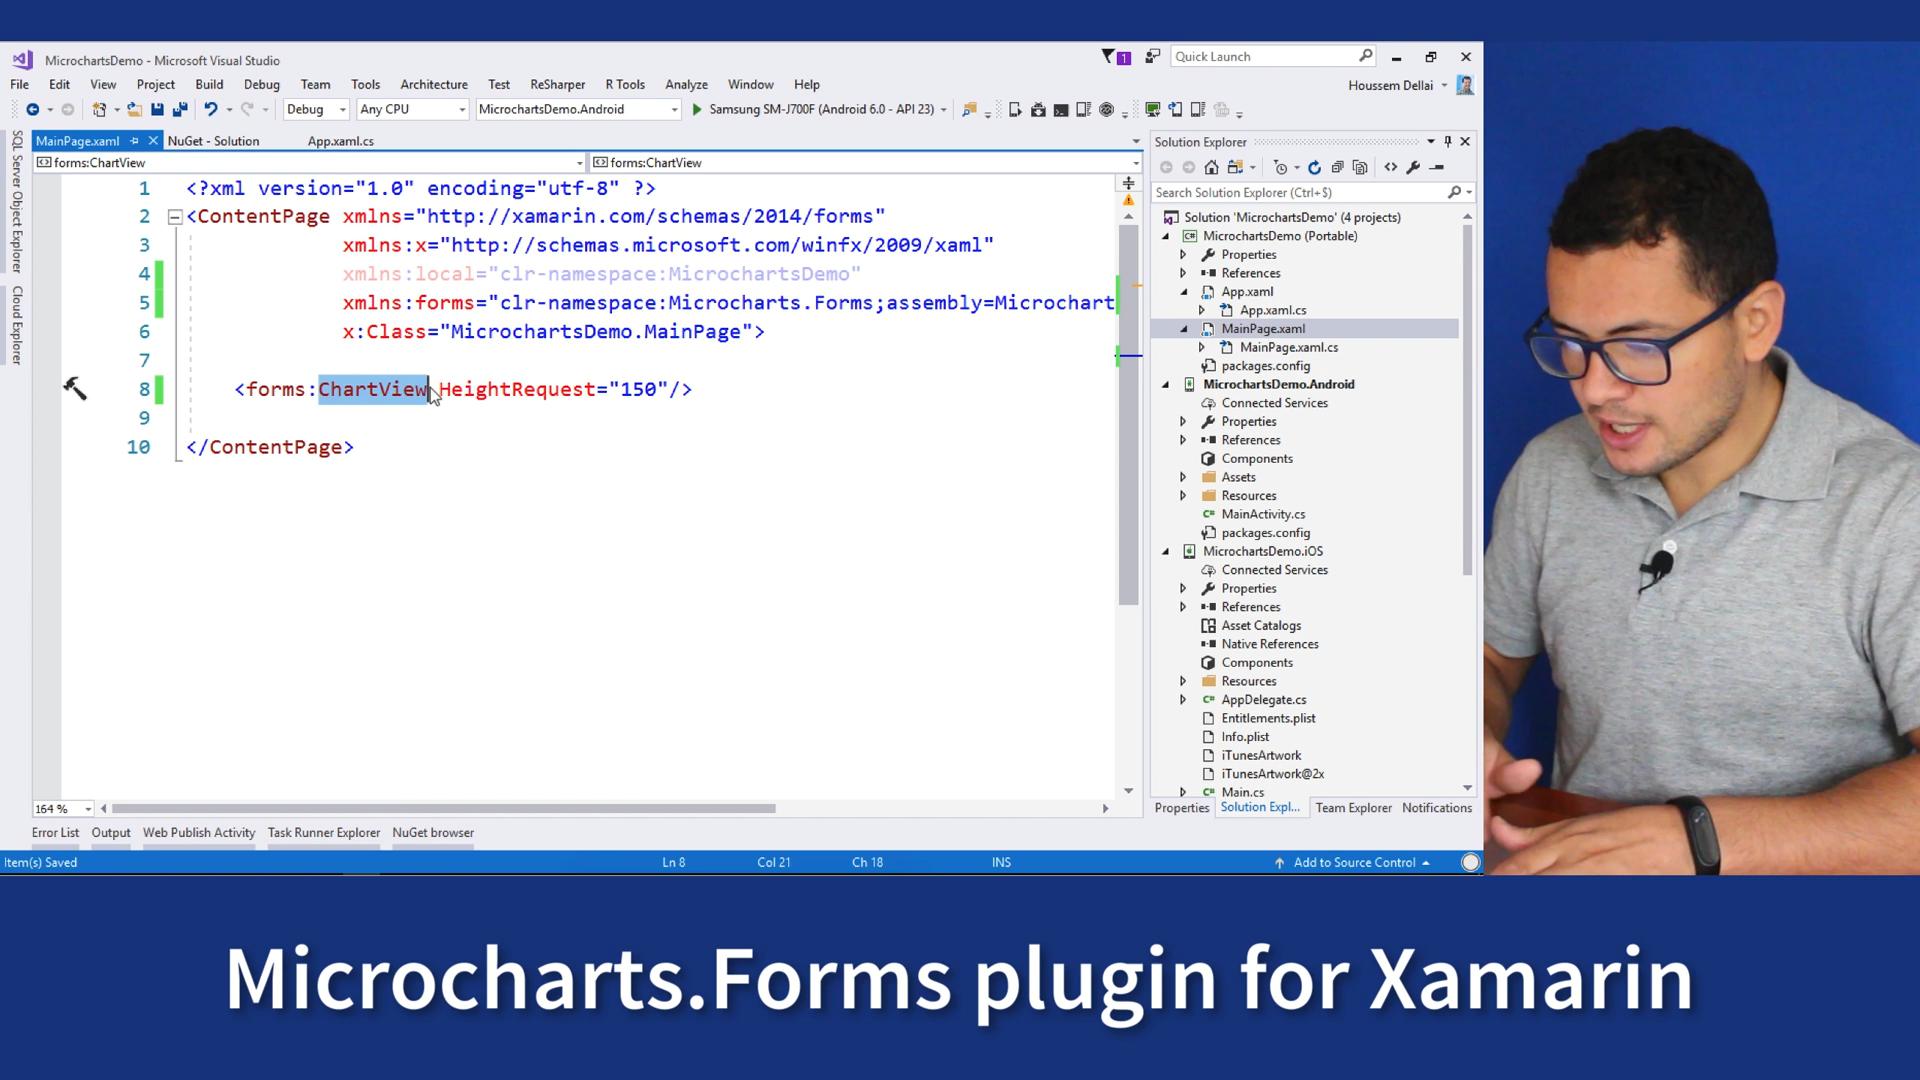 MicrochartsDemo - Microsoft Visual Studio
1
Quick Launch
File Edit View Project Build Debug Team Tools Architecture Test ReSharper R Tools Analyze Window Help
Houssem Dellai
Debug Any CPU MicrochartsDemo.Android Samsung SM-J700F (Android 6.0 - API 23)
MainPage.xaml NuGet - Solution App.xaml.cs
forms:ChartView forms:ChartView
SQL Server Object Explorer
Cloud Explorer
1 <?xml version="1.0" encoding="utf-8" ?>
2 <ContentPage xmlns="http://xamarin.com/schemas/2014/forms"
3 xmlns:x="http://schemas.microsoft.com/winfx/2009/xaml"
4 xmlns:local="clr-namespace:MicrochartsDemo"
5 xmlns:forms="clr-namespace:Microcharts.Forms;assembly=Microchart
6 x:Class="MicrochartsDemo.MainPage">
7
8 <forms:ChartView HeightRequest="150"/>
9
10 </ContentPage>
164 %
Solution Explorer
Search Solution Explorer (Ctrl+$)
Solution 'MicrochartsDemo' (4 projects)
MicrochartsDemo (Portable)
Properties
References
App.xaml
App.xaml.cs
MainPage.xaml
MainPage.xaml.cs
packages.config
MicrochartsDemo.Android
Connected Services
Properties
References
Components
Assets
Resources
MainActivity.cs
packages.config
MicrochartsDemo.iOS
Connected Services
Properties
References
Asset Catalogs
Native References
Components
Resources
AppDelegate.cs
Entitlements.plist
Info.plist
iTunesArtwork
iTunesArtwork@2x
Main.cs
Properties Solution Expl... Team Explorer Notifications
Error List Output Web Publish Activity Task Runner Explorer NuGet browser
Item(s) Saved Ln 8 Col 21 Ch 18 INS Add to Source Control
Microcharts.Forms plugin for Xamarin